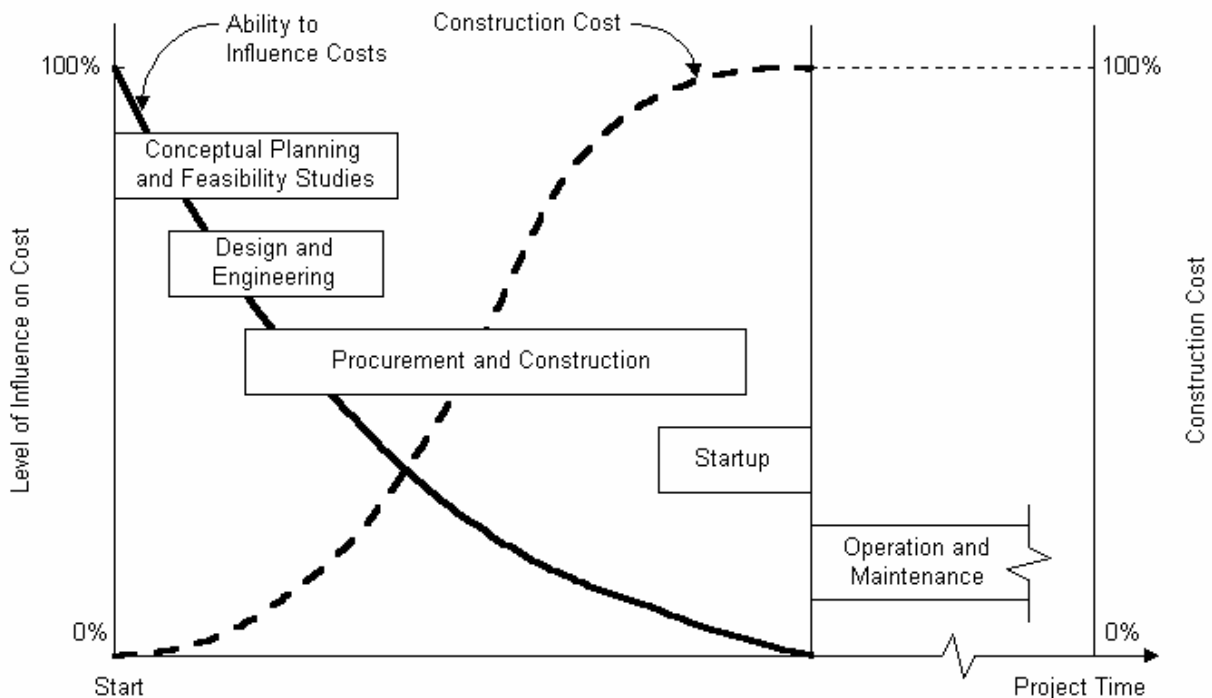 Ability to
Influence Costs
Construction Cost
100%
100%
Conceptual Planning
and Feasibility Studies
Design and
Engineering
Procurement and Construction
Startup
Operation and
Maintenance
Level of Influence on Cost
Construction Cost
0%
0%
Start
Project Time